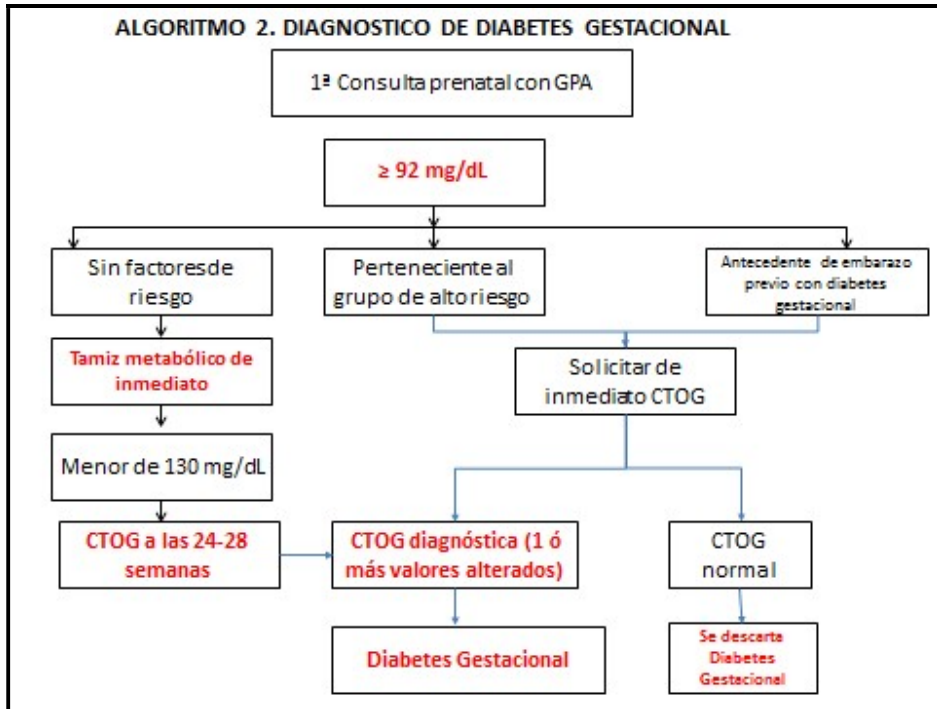 ALGORITMO 2. DIAGNOSTICO DE DIABETES GESTACIONAL
1ª Consulta prenatal con GPA
≥ 92 mg/dL
Sin factores de
riesgo
Perteneciente al
grupo de alto riesgo
Antecedente de embarazo
previo con diabetes
gestacional
Tamiz metabólico de
inmediato
Solicitar de
inmediato CTOG
Menor de 130 mg/dL
CTOG a las 24-28
semanas
CTOG diagnóstica (1 ó
más valores alterados)
CTOG
normal
Diabetes Gestacional
Se descarta
Diabetes
Gestacional